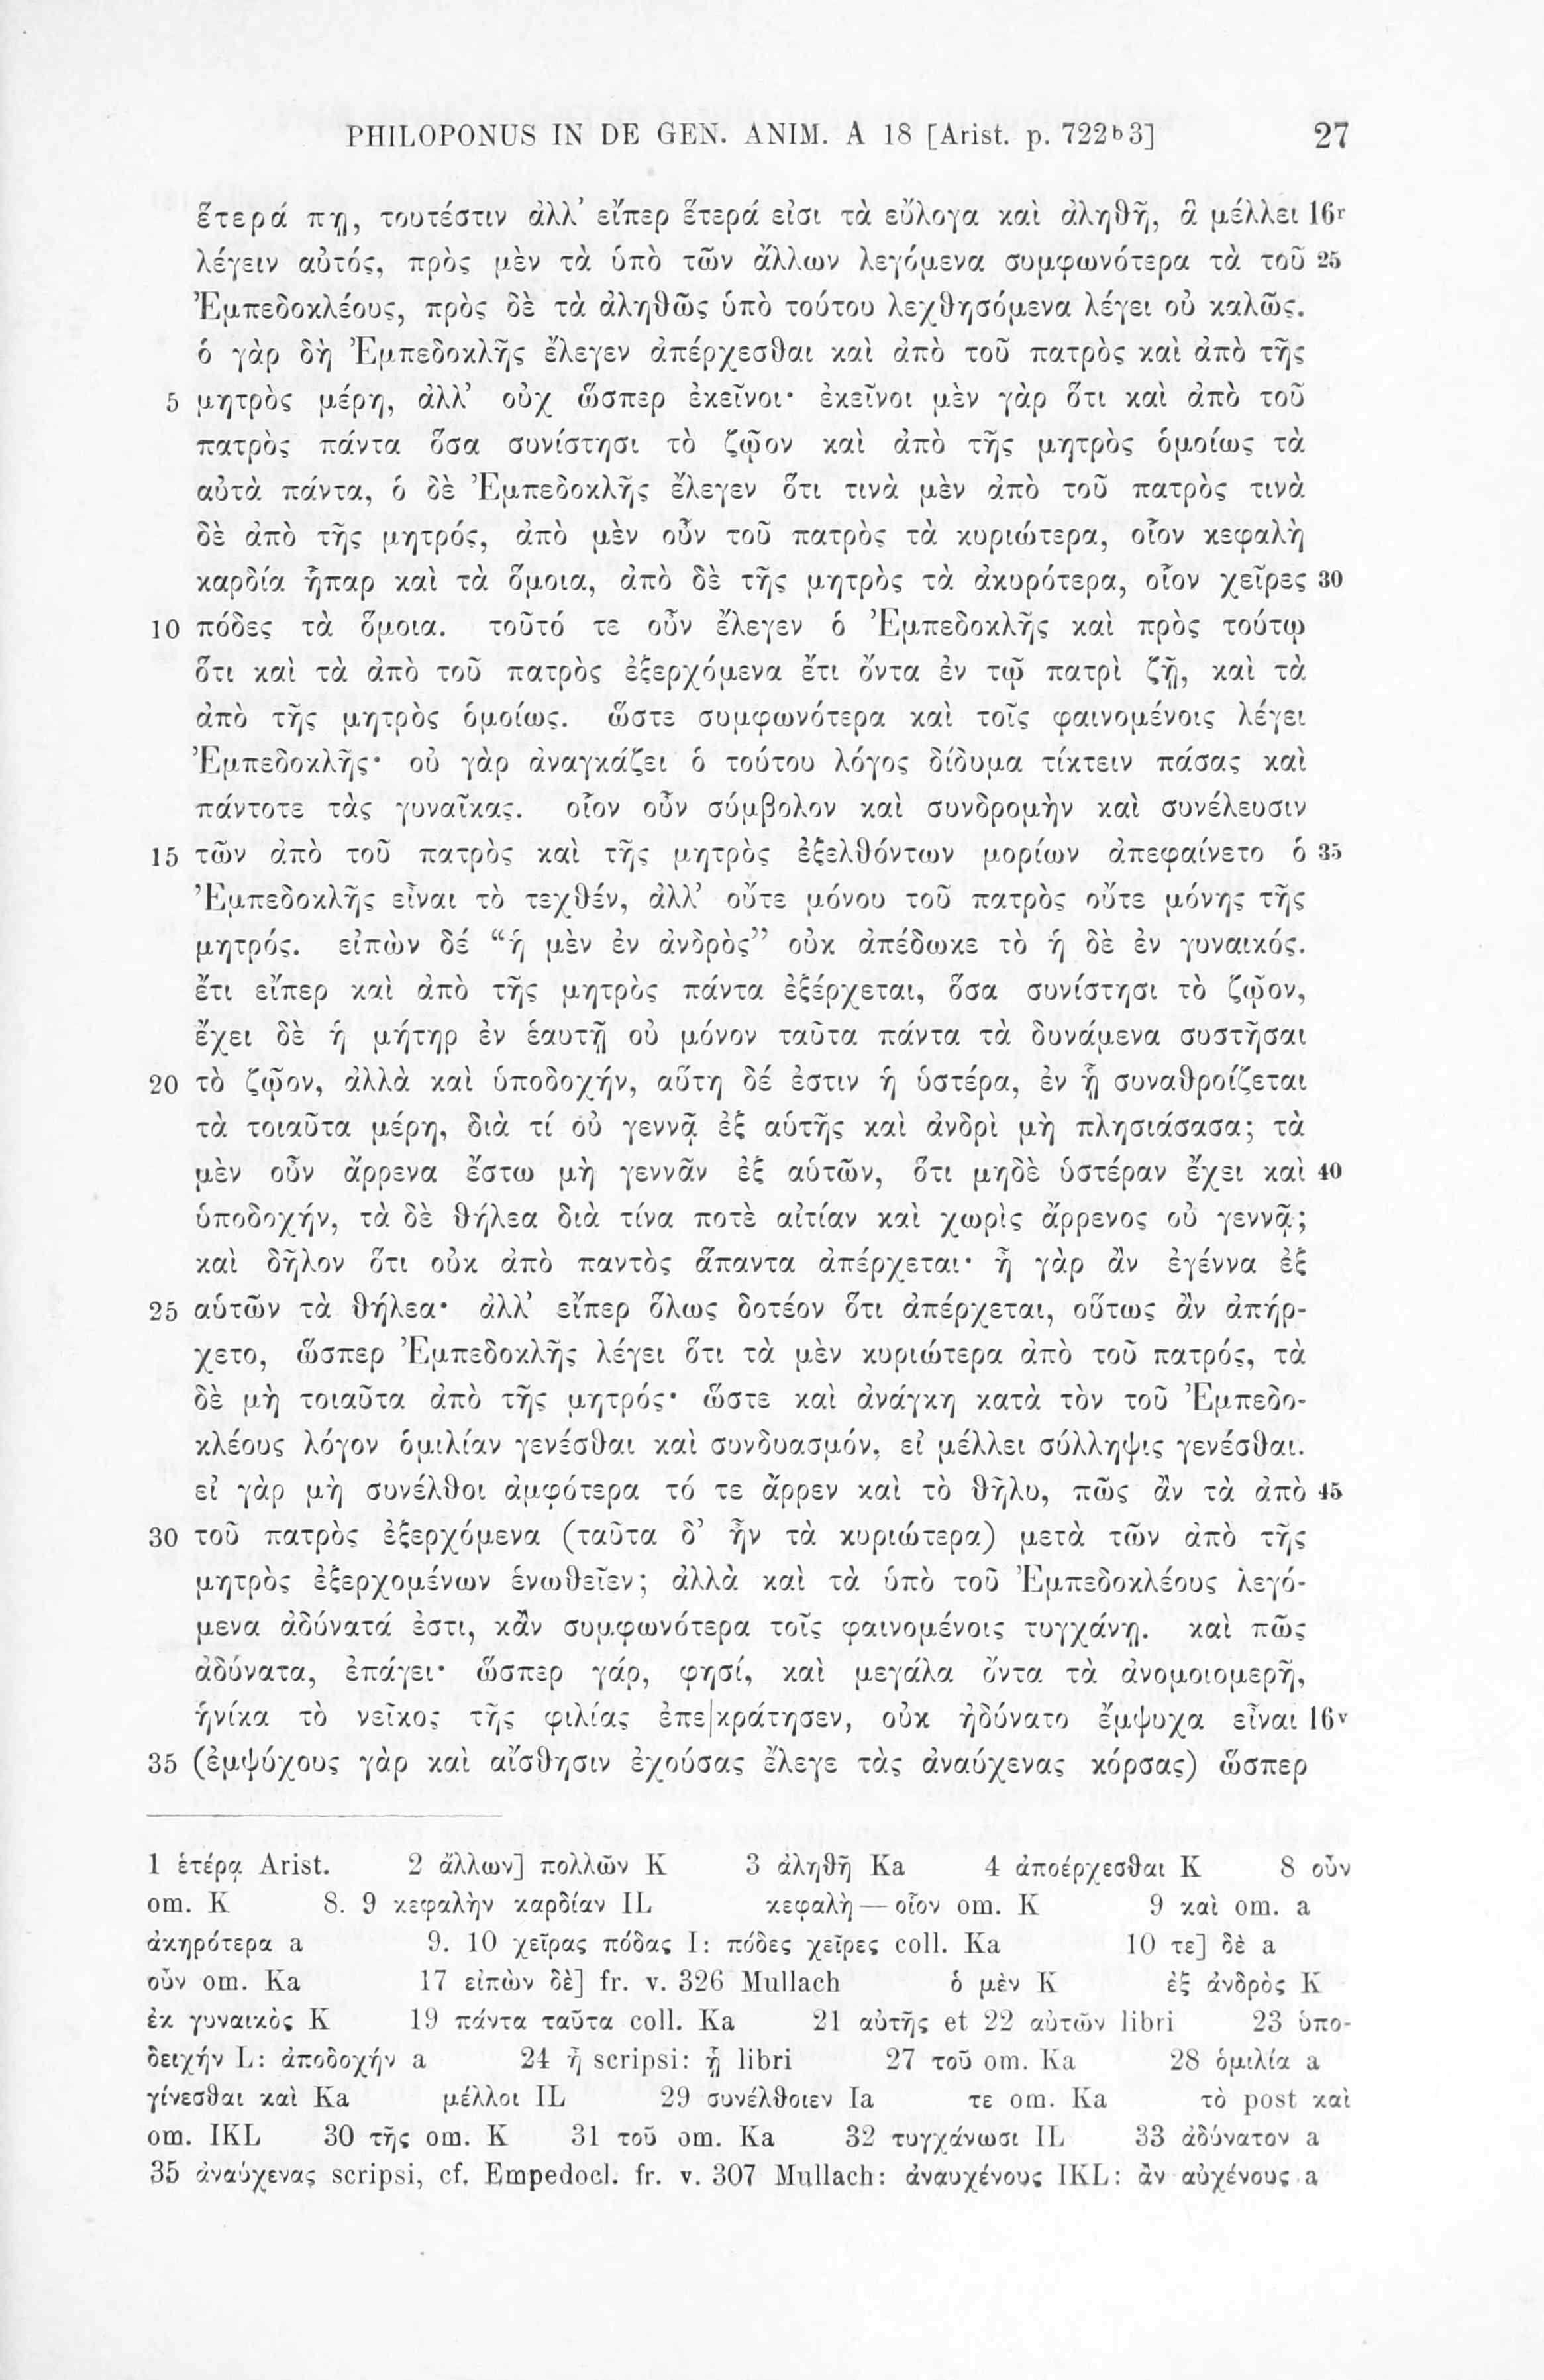 PHILOPONUS IN DE GEN. ANIM. A 18 [Arist. p. 722ᵇ3] 27
ἕτερά πῃ, τουτέστιν ἀλλ’ εἴπερ ἕτερά εἰσι τὰ εὔλογα καὶ ἀληθῆ, ἃ μέλλει 16ʳ
λέγειν αὐτός, πρὸς μὲν τὰ ὑπὸ τῶν ἄλλων λεγόμενα συμφωνότερα τὰ τοῦ 25
Ἐμπεδοκλέους, πρὸς δὲ τὰ ἀληθῶς ὑπὸ τούτου λεχθησόμενα λέγει οὐ καλῶς.
ὁ γὰρ δὴ Ἐμπεδοκλῆς ἔλεγεν ἀπέρχεσθαι καὶ ἀπὸ τοῦ πατρὸς καὶ ἀπὸ τῆς
5 μητρὸς μέρη, ἀλλ’ οὐχ ὥσπερ ἐκεῖνοι· ἐκεῖνοι μὲν γὰρ ὅτι καὶ ἀπὸ τοῦ
πατρὸς πάντα ὅσα συνίστησι τὸ ζῷον καὶ ἀπὸ τῆς μητρὸς ὁμοίως τὰ
αὐτὰ πάντα, ὁ δὲ Ἐμπεδοκλῆς ἔλεγεν ὅτι τινὰ μὲν ἀπὸ τοῦ πατρὸς τινὰ
δὲ ἀπὸ τῆς μητρός, ἀπὸ μὲν οὖν τοῦ πατρὸς τὰ κυριώτερα, οἷον κεφαλὴ
καρδία ἧπαρ καὶ τὰ ὅμοια, ἀπὸ δὲ τῆς μητρὸς τὰ ἀκυρότερα, οἷον χεῖρες 30
10 πόδες τὰ ὅμοια. τοῦτό τε οὖν ἔλεγεν ὁ Ἐμπεδοκλῆς καὶ πρὸς τούτῳ
ὅτι καὶ τὰ ἀπὸ τοῦ πατρὸς ἐξερχόμενα ἔτι ὄντα ἐν τῷ πατρὶ ζῇ, καὶ τὰ
ἀπὸ τῆς μητρὸς ὁμοίως. ὥστε συμφωνότερα καὶ τοῖς φαινομένοις λέγει
Ἐμπεδοκλῆς· οὐ γὰρ ἀναγκάζει ὁ τούτου λόγος δίδυμα τίκτειν πάσας καὶ
πάντοτε τὰς γυναῖκας. οἷον οὖν σύμβολον καὶ συνδρομὴν καὶ συνέλευσιν
15 τῶν ἀπὸ τοῦ πατρὸς καὶ τῆς μητρὸς ἐξελθόντων μορίων ἀπεφαίνετο ὁ 35
Ἐμπεδοκλῆς εἶναι τὸ τεχθέν, ἀλλ’ οὔτε μόνου τοῦ πατρὸς οὔτε μόνης τῆς
μητρός. εἰπὼν δέ “ἡ μὲν ἐν ἀνδρὸς” οὐκ ἀπέδωκε τὸ ἡ δὲ ἐν γυναικός.
ἔτι εἴπερ καὶ ἀπὸ τῆς μητρὸς πάντα ἐξέρχεται, ὅσα συνίστησι τὸ ζῷον,
ἔχει δὲ ἡ μήτηρ ἐν ἑαυτῇ οὐ μόνον ταῦτα πάντα τὰ δυνάμενα συστῆσαι
20 τὸ ζῷον, ἀλλὰ καὶ ὑποδοχήν, αὕτη δέ ἐστιν ἡ ὑστέρα, ἐν ᾗ συναθροίζεται
τὰ τοιαῦτα μέρη, διὰ τί οὐ γεννᾷ ἐξ αὑτῆς καὶ ἀνδρὶ μὴ πλησιάσασα; τὰ
μὲν οὖν ἄρρενα ἔστω μὴ γεννᾶν ἐξ αὑτῶν, ὅτι μηδὲ ὑστέραν ἔχει καὶ 40
ὑποδοχήν, τὰ δὲ θήλεα διὰ τίνα ποτὲ αἰτίαν καὶ χωρὶς ἄρρενος οὐ γεννᾷ;
καὶ δῆλον ὅτι οὐκ ἀπὸ παντὸς ἅπαντα ἀπέρχεται· ἦ γὰρ ἂν ἐγέννα ἐξ
25 αὑτῶν τὰ θήλεα· ἀλλ’ εἴπερ ὅλως δοτέον ὅτι ἀπέρχεται, οὕτως ἂν ἀπήρ-
χετο, ὥσπερ Ἐμπεδοκλῆς λέγει ὅτι τὰ μὲν κυριώτερα ἀπὸ τοῦ πατρός, τὰ
δὲ μὴ τοιαῦτα ἀπὸ τῆς μητρός· ὥστε καὶ ἀνάγκη κατὰ τὸν τοῦ Ἐμπεδο-
κλέους λόγον ὁμιλίαν γενέσθαι καὶ συνδυασμόν, εἰ μέλλει σύλληψις γενέσθαι.
εἰ γὰρ μὴ συνέλθοι ἀμφότερα τό τε ἄρρεν καὶ τὸ θῆλυ, πῶς ἂν τὰ ἀπὸ 45
30 τοῦ πατρὸς ἐξερχόμενα (ταῦτα δ’ ἦν τὰ κυριώτερα) μετὰ τῶν ἀπὸ τῆς
μητρὸς ἐξερχομένων ἑνωθεῖεν; ἀλλὰ καὶ τὰ ὑπὸ τοῦ Ἐμπεδοκλέους λεγό-
μενα ἀδύνατά ἐστι, κἂν συμφωνότερα τοῖς φαινομένοις τυγχάνῃ. καὶ πῶς
ἀδύνατα, ἐπάγει· ὥσπερ γάρ, φησί, καὶ μεγάλα ὄντα τὰ ἀνομοιομερῆ,
ἡνίκα τὸ νεῖκος τῆς φιλίας ἐπε|κράτησεν, οὐκ ἠδύνατο ἔμψυχα εἶναι 16ᵛ
35 (ἐμψύχους γὰρ καὶ αἴσθησιν ἐχούσας ἔλεγε τὰς ἀναύχενας κόρσας) ὥσπερ
1 ἑτέρᾳ Arist. 2 ἄλλων] πολλῶν K 3 ἀληθῆ Ka 4 ἀποέρχεσθαι K 8 οὖν
om. K 8. 9 κεφαλὴν καρδίαν IL κεφαλὴ — οἷον om. K 9 καὶ om. a
ἀκηρότερα a 9. 10 χεῖρας πόδας I: πόδες χεῖρες coll. Ka 10 τε] δὲ a
οὖν om. Ka 17 εἰπὼν δὲ] fr. v. 326 Mullach ὁ μὲν K ἐξ ἀνδρὸς K
ἐκ γυναικὸς K 19 πάντα ταῦτα coll. Ka 21 αὐτῆς et 22 αὐτῶν libri 23 ὑπο-
δειχήν L: ἀποδοχήν a 24 ἦ scripsi: ᾗ libri 27 τοῦ om. Ka 28 ὁμιλία a
γίνεσθαι καὶ Ka μέλλοι IL 29 συνέλθοιεν Ia τε om. Ka τὸ post καὶ
om. IKL 30 τῆς om. K 31 τοῦ om. Ka 32 τυγχάνωσι IL 33 ἀδύνατον a
35 ἀναύχενας scripsi, cf. Empedocl. fr. v. 307 Mullach: ἀναυχένους IKL: ἂν αὐχένους a